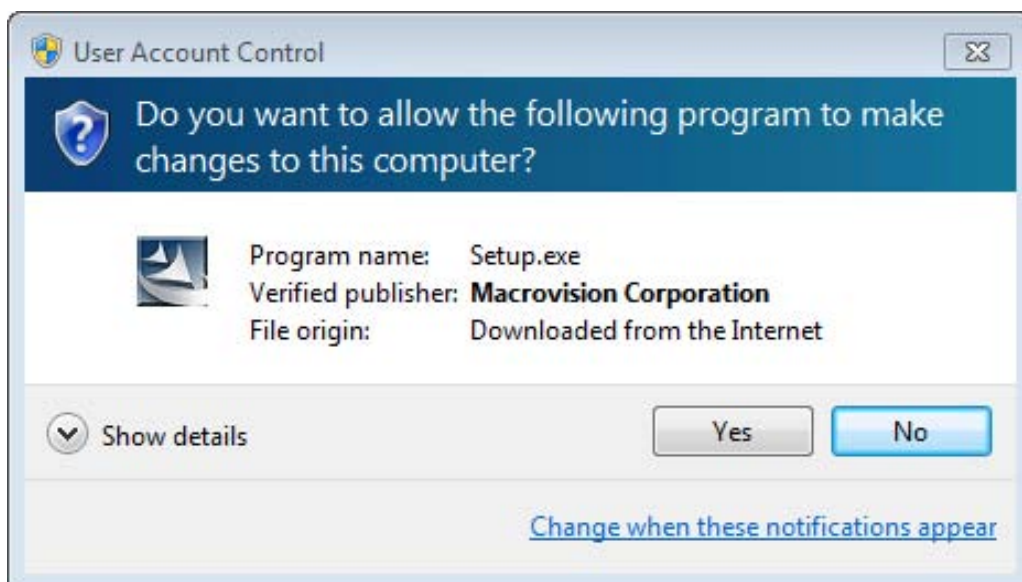 User Account Control
Do you want to allow the following program to make
changes to this computer?
Program name: Setup.exe
Verified publisher: Macrovision Corporation
File origin: Downloaded from the Internet
Show details
Yes
No
Change when these notifications appear